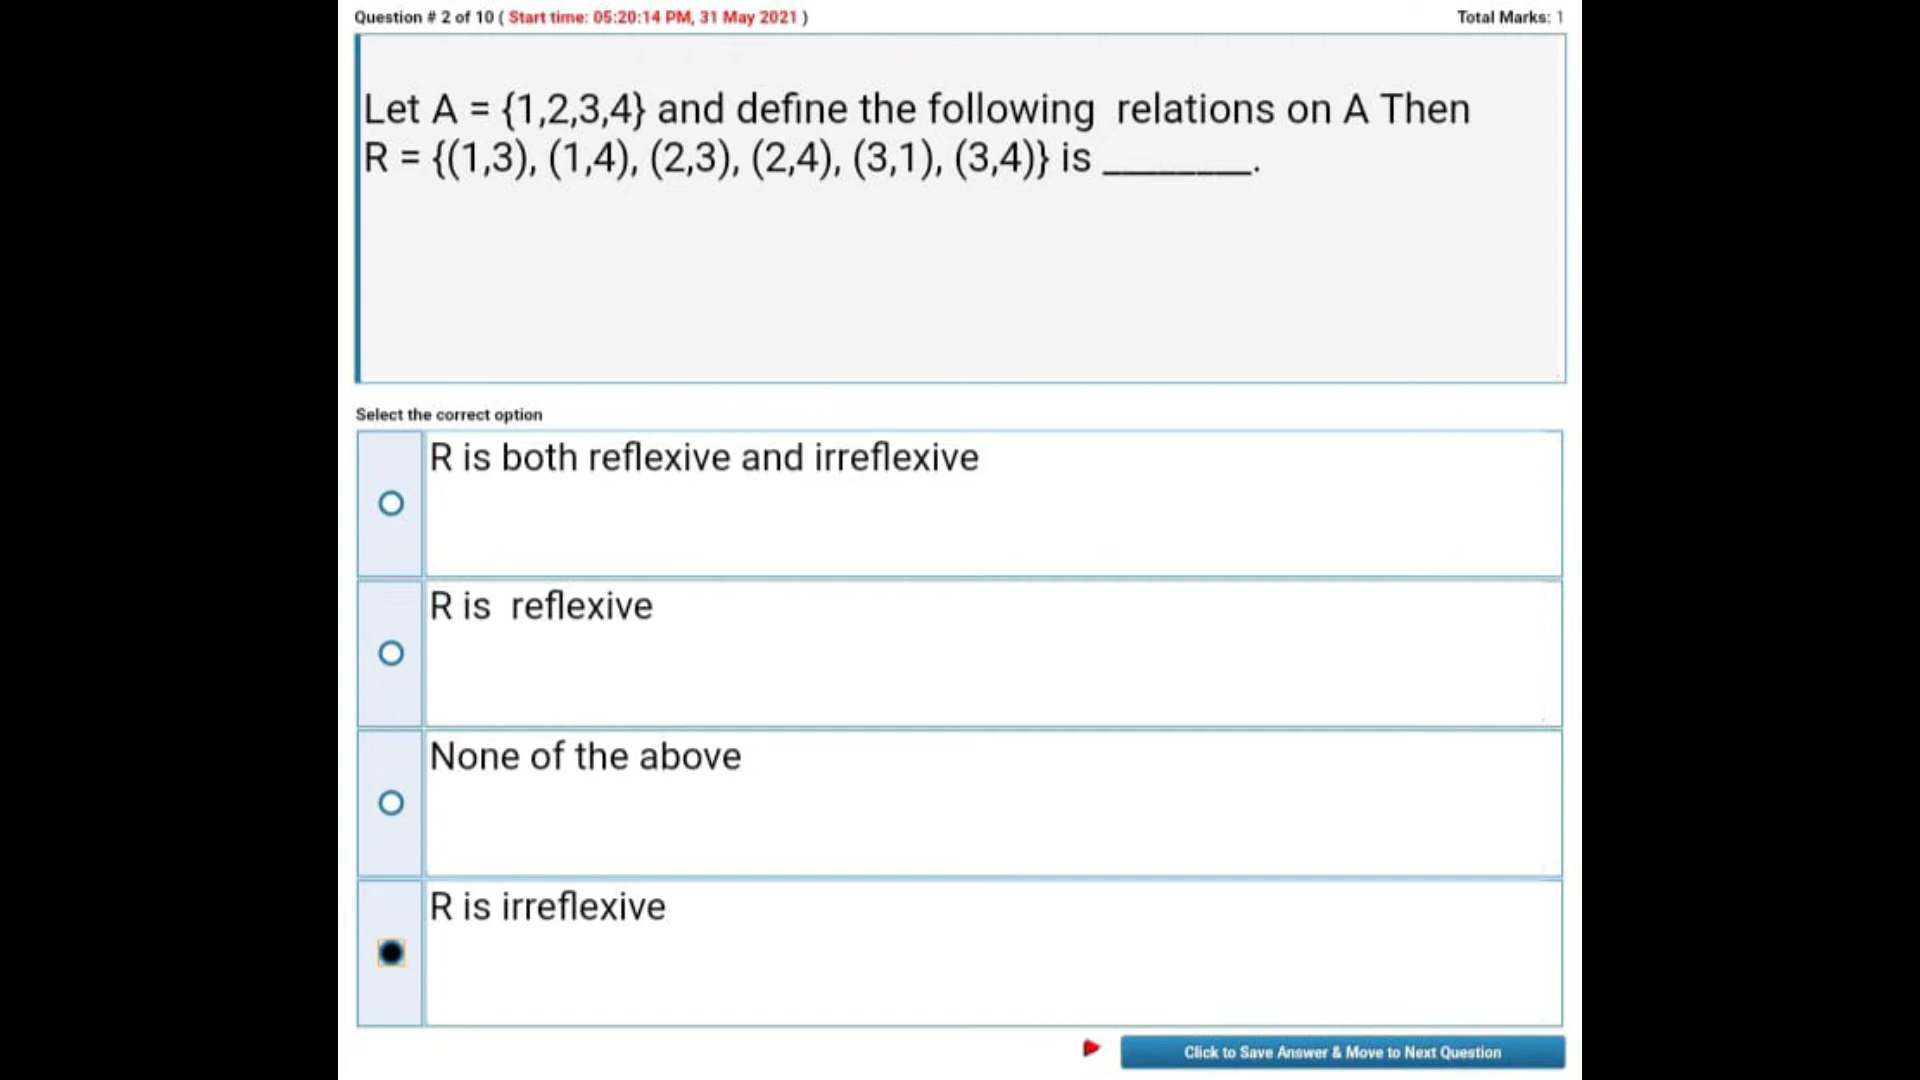 Question # 2 of 10 ( Start time: 05:20:14 PM, 31 May 2021 )
Total Marks: 1
Let A = {1,2,3,4} and define the following relations on A Then
R = {(1,3), (1,4), (2,3), (2,4), (3,1), (3,4)} is ________.
Select the correct option
R is both reflexive and irreflexive
R is reflexive
None of the above
R is irreflexive
Click to Save Answer & Move to Next Question